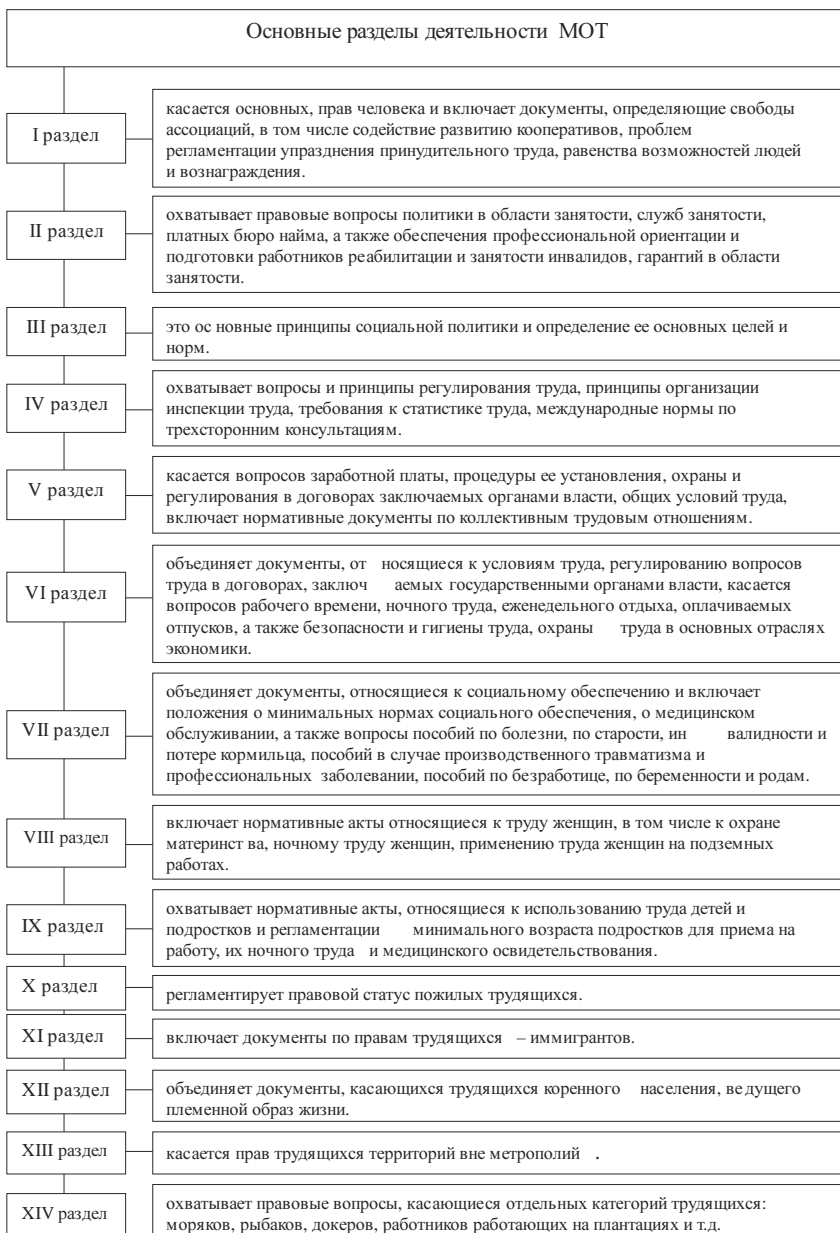 Основные разделы деятельности МОТ
I раздел
касается основных, прав человека и включает документы, определяющие свободы
ассоциаций, в том числе содействие развитию кооперативов, проблем
регламентации упразднения принудительного труда, равенства возможностей людей
и вознаграждения.
II раздел
охватывает правовые вопросы политики в области занятости, служб занятости,
платных бюро найма, а также обеспечения профессиональной ориентации и
подготовки работников реабилитации и занятости инвалидов, гарантий в области
занятости.
III раздел
это ос новные принципы социальной политики и определение ее основных целей и
норм.
IV раздел
охватывает вопросы и принципы регулирования труда, принципы организации
инспекции труда, требования к статистике труда, международные нормы по
трехсторонним консультациям.
V раздел
касается вопросов заработной платы, процедуры ее установления, охраны и
регулирования в договорах заключаемых органами власти, общих условий труда,
включает нормативные документы по коллективным трудовым отношениям.
VI раздел
объединяет документы, от носящиеся к условиям труда, регулированию вопросов
труда в договорах, заключ аемых государственными органами власти, касается
вопросов рабочего времени, ночного труда, еженедельного отдыха, оплачиваемых
отпусков, а также безопасности и гигиены труда, охраны труда в основных отраслях
экономики.
VII раздел
объединяет документы, относящиеся к социальному обеспечению и включает
положения о минимальных нормах социального обеспечения, о медицинском
обслуживании, а также вопросы пособий по болезни, по старости, ин валидности и
потере кормильца, пособий в случае производственного травматизма и
профессиональных заболевании, пособий по безработице, по беременности и родам.
VIII раздел
включает нормативные акты относящиеся к труду женщин, в том числе к охране
материнст ва, ночному труду женщин, применению труда женщин на подземных
работах.
IX раздел
охватывает нормативные акты, относящиеся к использованию труда детей и
подростков и регламентации минимального возраста подростков для приема на
работу, их ночного труда и медицинского освидетельствования.
X раздел
регламентирует правовой статус пожилых трудящихся.
XI раздел
включает документы по правам трудящихся – иммигрантов.
XII раздел
объединяет документы, касающихся трудящихся коренного населения, ве дущего
племенной образ жизни.
XIII раздел
касается прав трудящихся территорий вне метрополий .
XIV раздел
охватывает правовые вопросы, касающиеся отдельных категорий трудящихся:
моряков, рыбаков, докеров, работников работающих на плантациях и т.д.